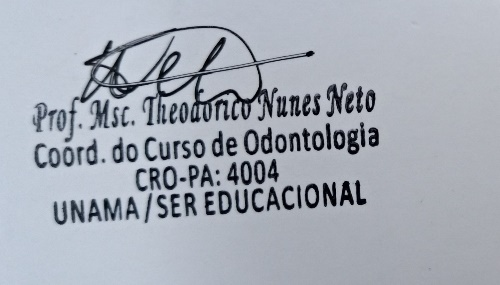 Prof. Msc. Theodorico Nunes Neto
Coord. do Curso de Odontologia
CRO-PA: 4004
UNAMA/SER EDUCACIONAL